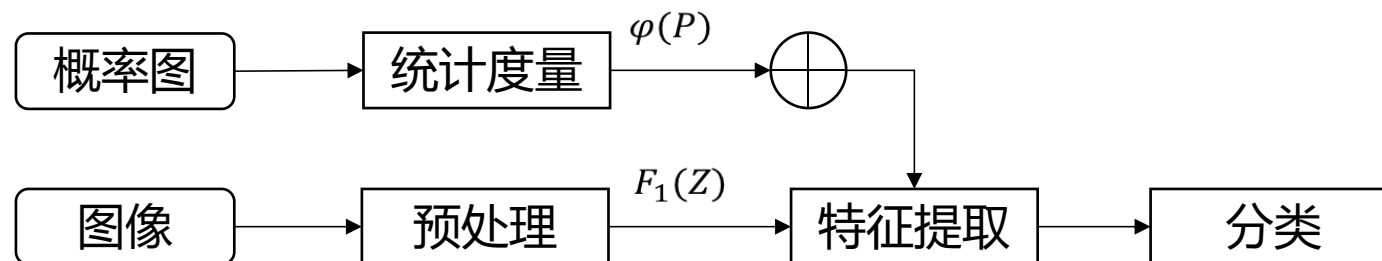 φ(P)
概率图
统计度量
F₁(Z)
图像
预处理
特征提取
分类